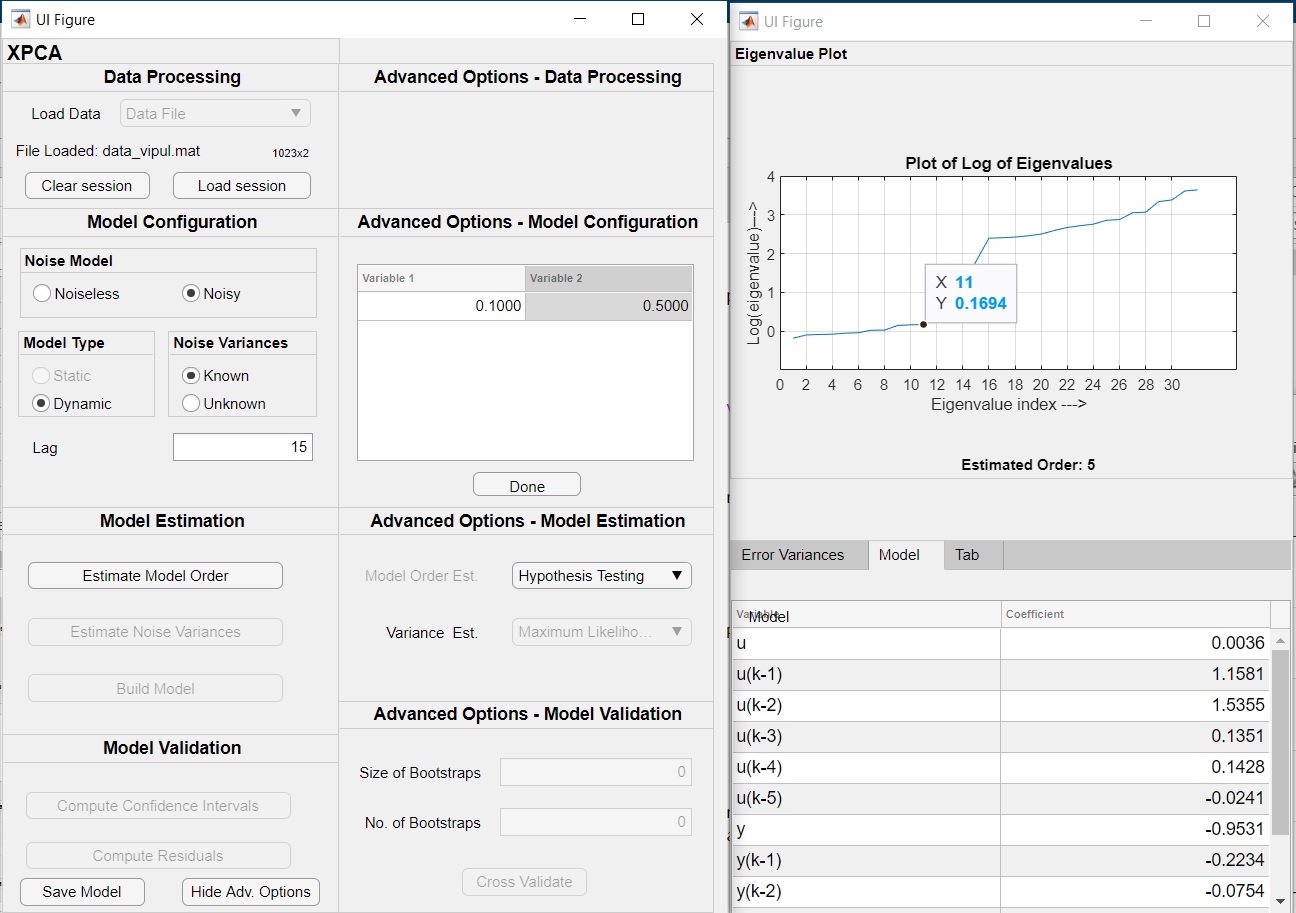 UI Figure
XPCA
Data Processing
Load Data
Data File
File Loaded: data_vipul.mat
1023x2
Clear session
Load session
Model Configuration
Noise Model
Noiseless
Noisy
Model Type
Noise Variances
Static
Known
Dynamic
Unknown
Lag
15
Model Estimation
Estimate Model Order
Estimate Noise Variances
Build Model
Model Validation
Compute Confidence Intervals
Compute Residuals
Save Model
Hide Adv. Options
Advanced Options - Data Processing
Advanced Options - Model Configuration
Variable 1
Variable 2
0.1000
0.5000
Done
Advanced Options - Model Estimation
Model Order Est.
Hypothesis Testing
Variance Est.
Maximum Likeliho...
Advanced Options - Model Validation
Size of Bootstraps
0
No. of Bootstraps
0
Cross Validate
UI Figure
Eigenvalue Plot
Plot of Log of Eigenvalues
4
3
2
1
0
Log(eigenvalue)--->
X 11
Y 0.1694
0 2 4 6 8 10 12 14 16 18 20 22 24 26 28 30
Eigenvalue index --->
Estimated Order: 5
Error Variances
Model
Tab
Variable
Model
Coefficient
u 0.0036
u(k-1) 1.1581
u(k-2) 1.5355
u(k-3) 0.1351
u(k-4) 0.1428
u(k-5) -0.0241
y -0.9531
y(k-1) -0.2234
y(k-2) -0.0754